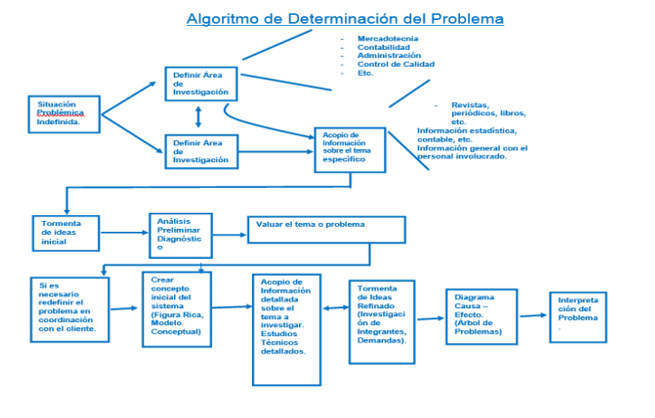 Algoritmo de Determinación del Problema
- Mercadotecnia
- Contabilidad
- Administración
- Control de Calidad
- Etc.
Definir Área
de
Investigación
Situación
Problémica
Indefinida.
- Revistas,
periódicos, libros,
etc.
Información estadística,
contable, etc.
Información general con el
personal involucrado.
Definir Área
de
Investigación
Acopio de
Información
sobre el tema
específico
Tormenta
de ideas
inicial
Análisis
Preliminar
Diagnóstic
o
Valuar el tema o problema
Si es
necesario
redefinir el
problema en
coordinación
con el cliente.
Crear
concepto
inicial del
sistema
(Figura Rica,
Modelo
Conceptual)
Acopio de
Información
detallada
sobre el
tema a
investigar.
Estudios
Técnicos
detallados.
Tormenta
de Ideas
Refinado
(Investigaci
ón de
Integrantes,
Demandas).
Diagrama
Causa –
Efecto.
(Árbol de
Problemas)
Interpreta
ción del
Problema
.